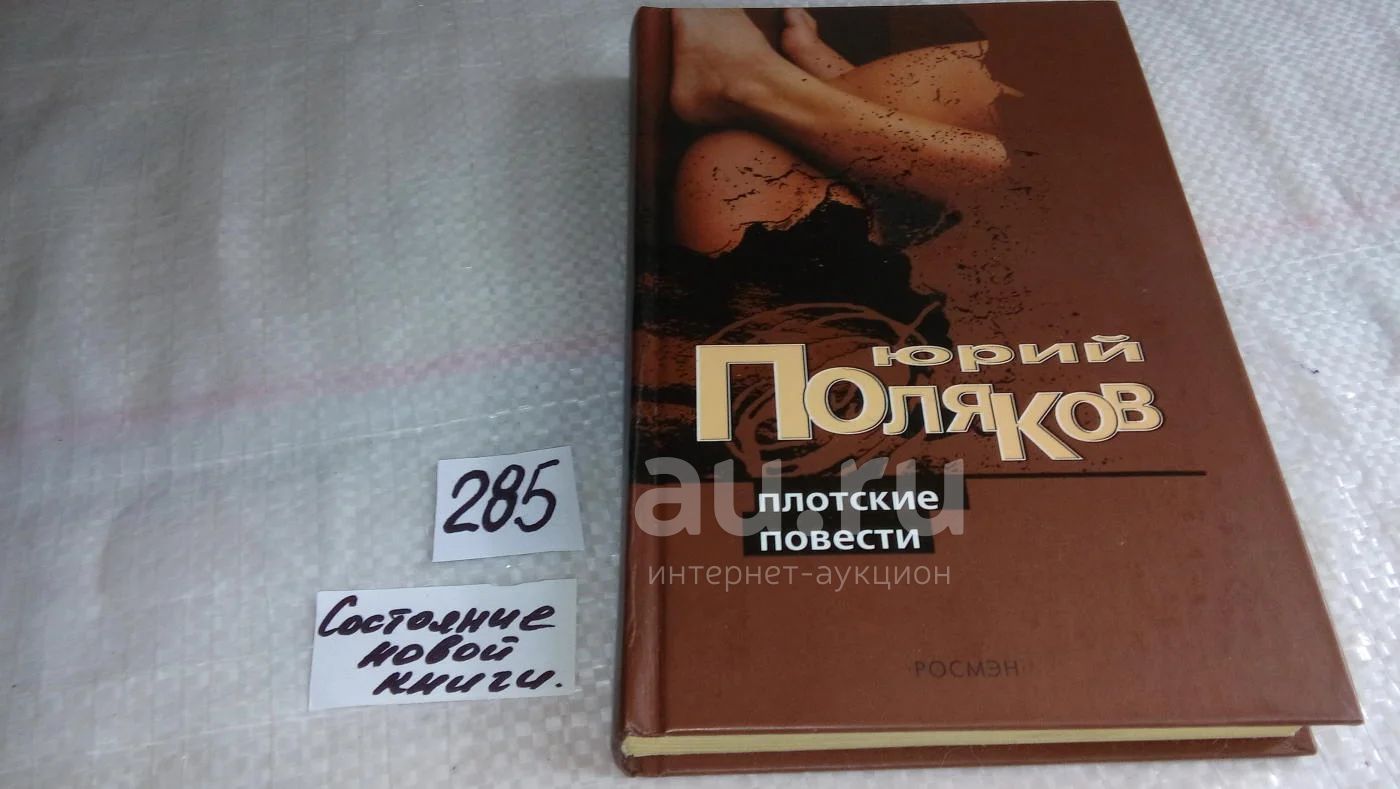 юрий
Поляков
плотские
повести
au.ru
интернет-аукцион
РОСМЭН
285
Состояние
новой
книги.